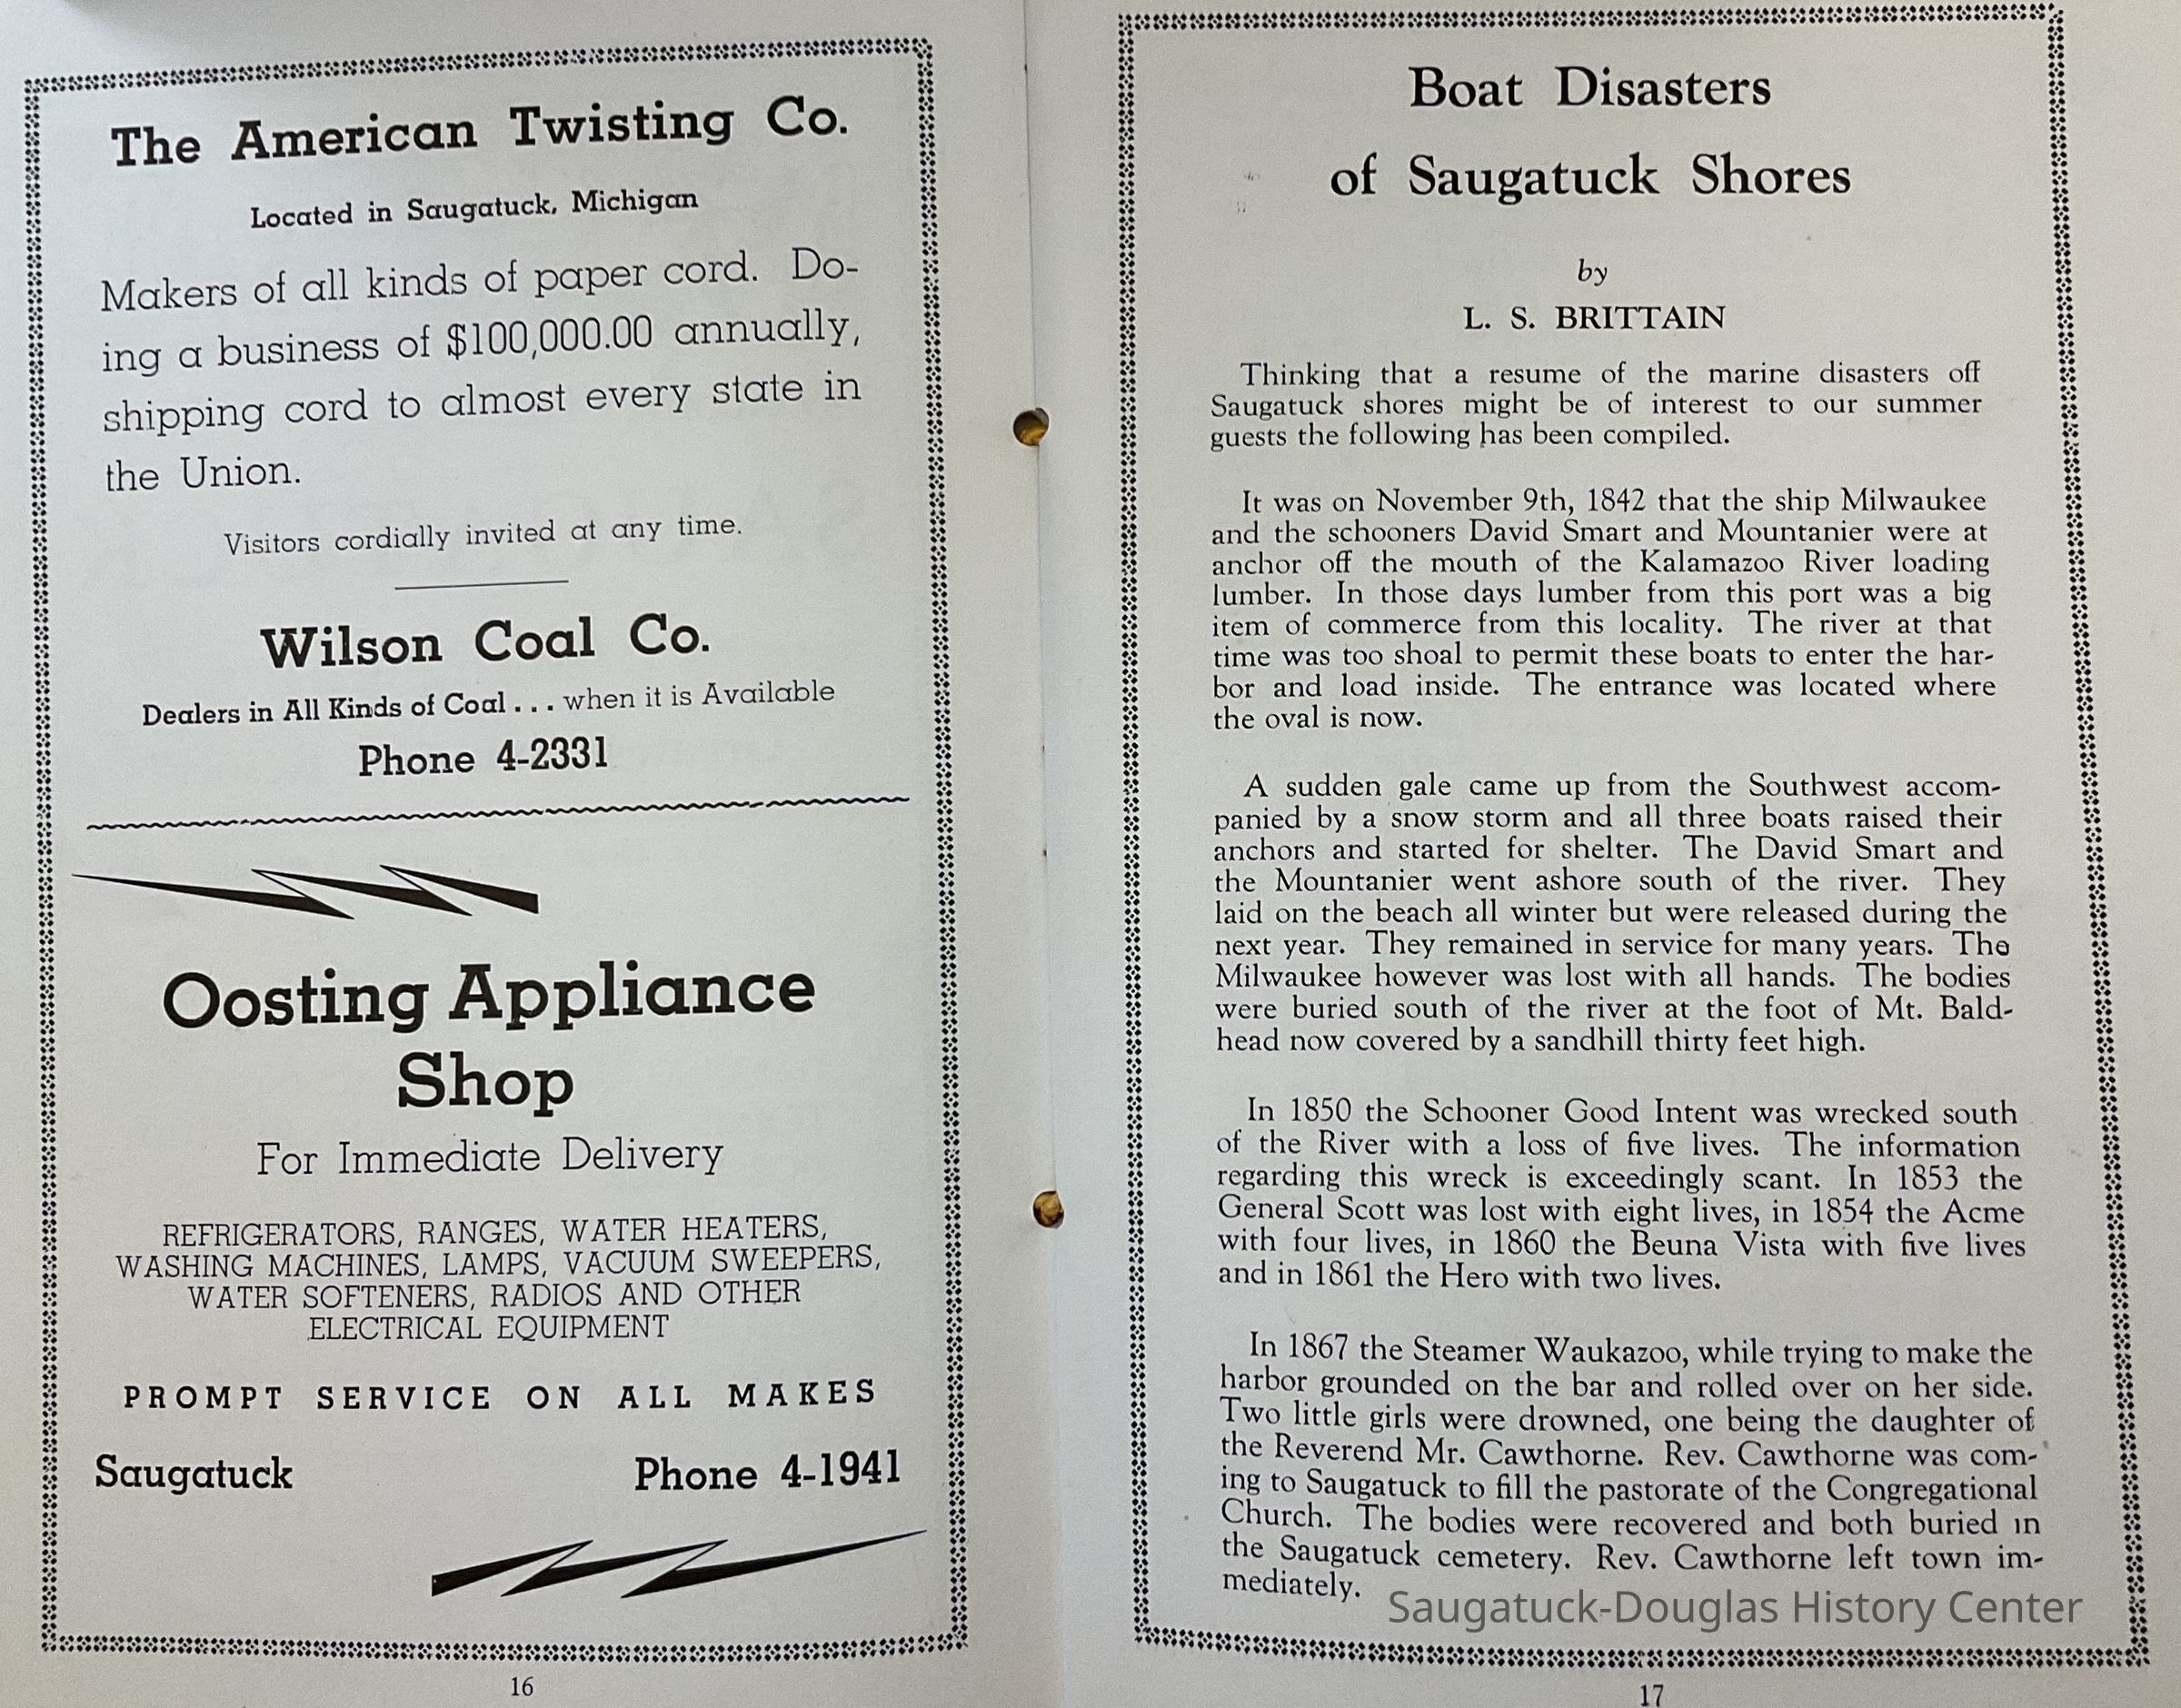 The American Twisting Co.
Located in Saugatuck, Michigan
Makers of all kinds of paper cord. Do-
ing a business of $100,000.00 annually,
shipping cord to almost every state in
the Union.
Visitors cordially invited at any time.
Wilson Coal Co.
Dealers in All Kinds of Coal . . . when it is Available
Phone 4-2331
Oosting Appliance
Shop
For Immediate Delivery
REFRIGERATORS, RANGES, WATER HEATERS,
WASHING MACHINES, LAMPS, VACUUM SWEEPERS,
WATER SOFTENERS, RADIOS AND OTHER
ELECTRICAL EQUIPMENT
PROMPT SERVICE ON ALL MAKES
Saugatuck Phone 4-1941
16
Boat Disasters
of Saugatuck Shores
by
L. S. BRITTAIN
Thinking that a resume of the marine disasters off
Saugatuck shores might be of interest to our summer
guests the following has been compiled.
It was on November 9th, 1842 that the ship Milwaukee
and the schooners David Smart and Mountanier were at
anchor off the mouth of the Kalamazoo River loading
lumber. In those days lumber from this port was a big
item of commerce from this locality. The river at that
time was too shoal to permit these boats to enter the har-
bor and load inside. The entrance was located where
the oval is now.
A sudden gale came up from the Southwest accom-
panied by a snow storm and all three boats raised their
anchors and started for shelter. The David Smart and
the Mountanier went ashore south of the river. They
laid on the beach all winter but were released during the
next year. They remained in service for many years. The
Milwaukee however was lost with all hands. The bodies
were buried south of the river at the foot of Mt. Bald-
head now covered by a sandhill thirty feet high.
In 1850 the Schooner Good Intent was wrecked south
of the River with a loss of five lives. The information
regarding this wreck is exceedingly scant. In 1853 the
General Scott was lost with eight lives, in 1854 the Acme
with four lives, in 1860 the Beuna Vista with five lives
and in 1861 the Hero with two lives.
In 1867 the Steamer Waukazoo, while trying to make the
harbor grounded on the bar and rolled over on her side.
Two little girls were drowned, one being the daughter of
the Reverend Mr. Cawthorne. Rev. Cawthorne was com-
ing to Saugatuck to fill the pastorate of the Congregational
Church. The bodies were recovered and both buried in
the Saugatuck cemetery. Rev. Cawthorne left town im-
mediately.
Saugatuck-Douglas History Center
17